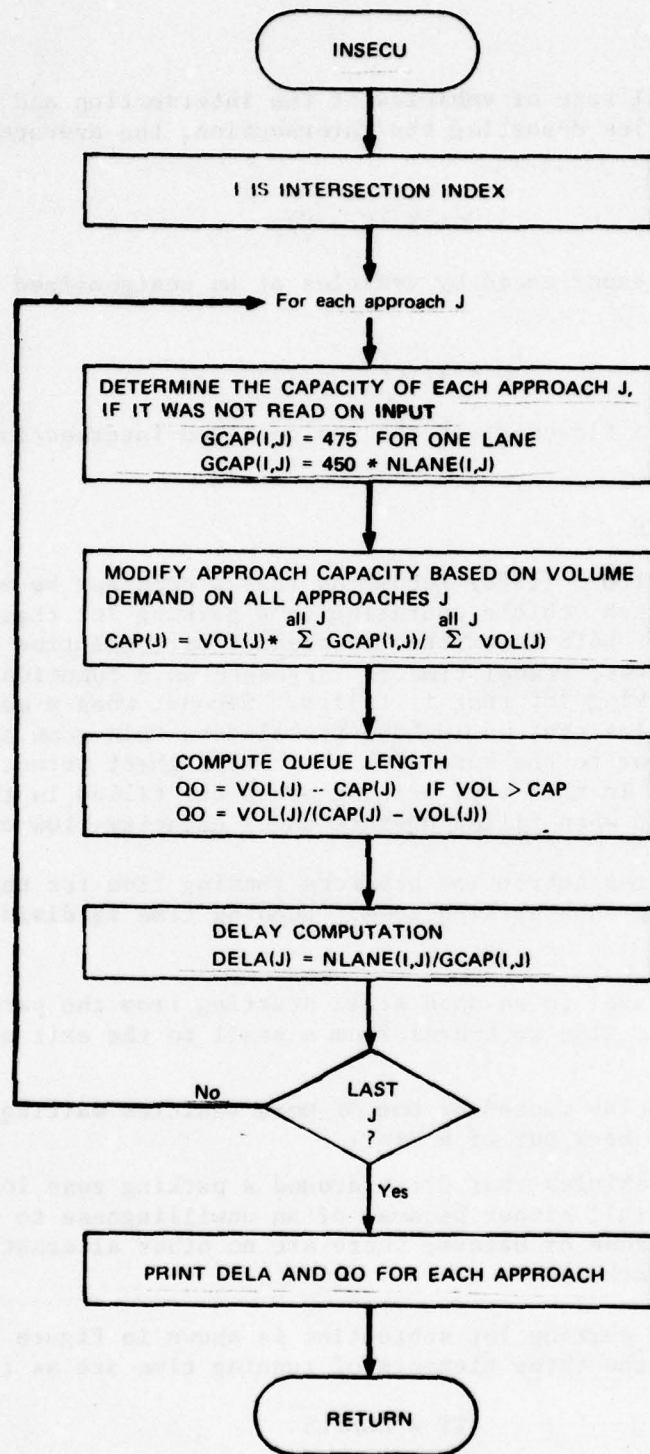 INSECU
I IS INTERSECTION INDEX
For each approach J
DETERMINE THE CAPACITY OF EACH APPROACH J,
IF IT WAS NOT READ ON INPUT
GCAP(I,J) = 475 FOR ONE LANE
GCAP(I,J) = 450 * NLANE(I,J)
MODIFY APPROACH CAPACITY BASED ON VOLUME
DEMAND ON ALL APPROACHES J
all J all J
CAP(J) = VOL(J)* Σ GCAP(I,J)/ Σ VOL(J)
COMPUTE QUEUE LENGTH
QO = VOL(J) - CAP(J) IF VOL > CAP
QO = VOL(J)/(CAP(J) - VOL(J))
DELAY COMPUTATION
DELA(J) = NLANE(I,J)/GCAP(I,J)
No
LAST
J
?
Yes
PRINT DELA AND QO FOR EACH APPROACH
RETURN